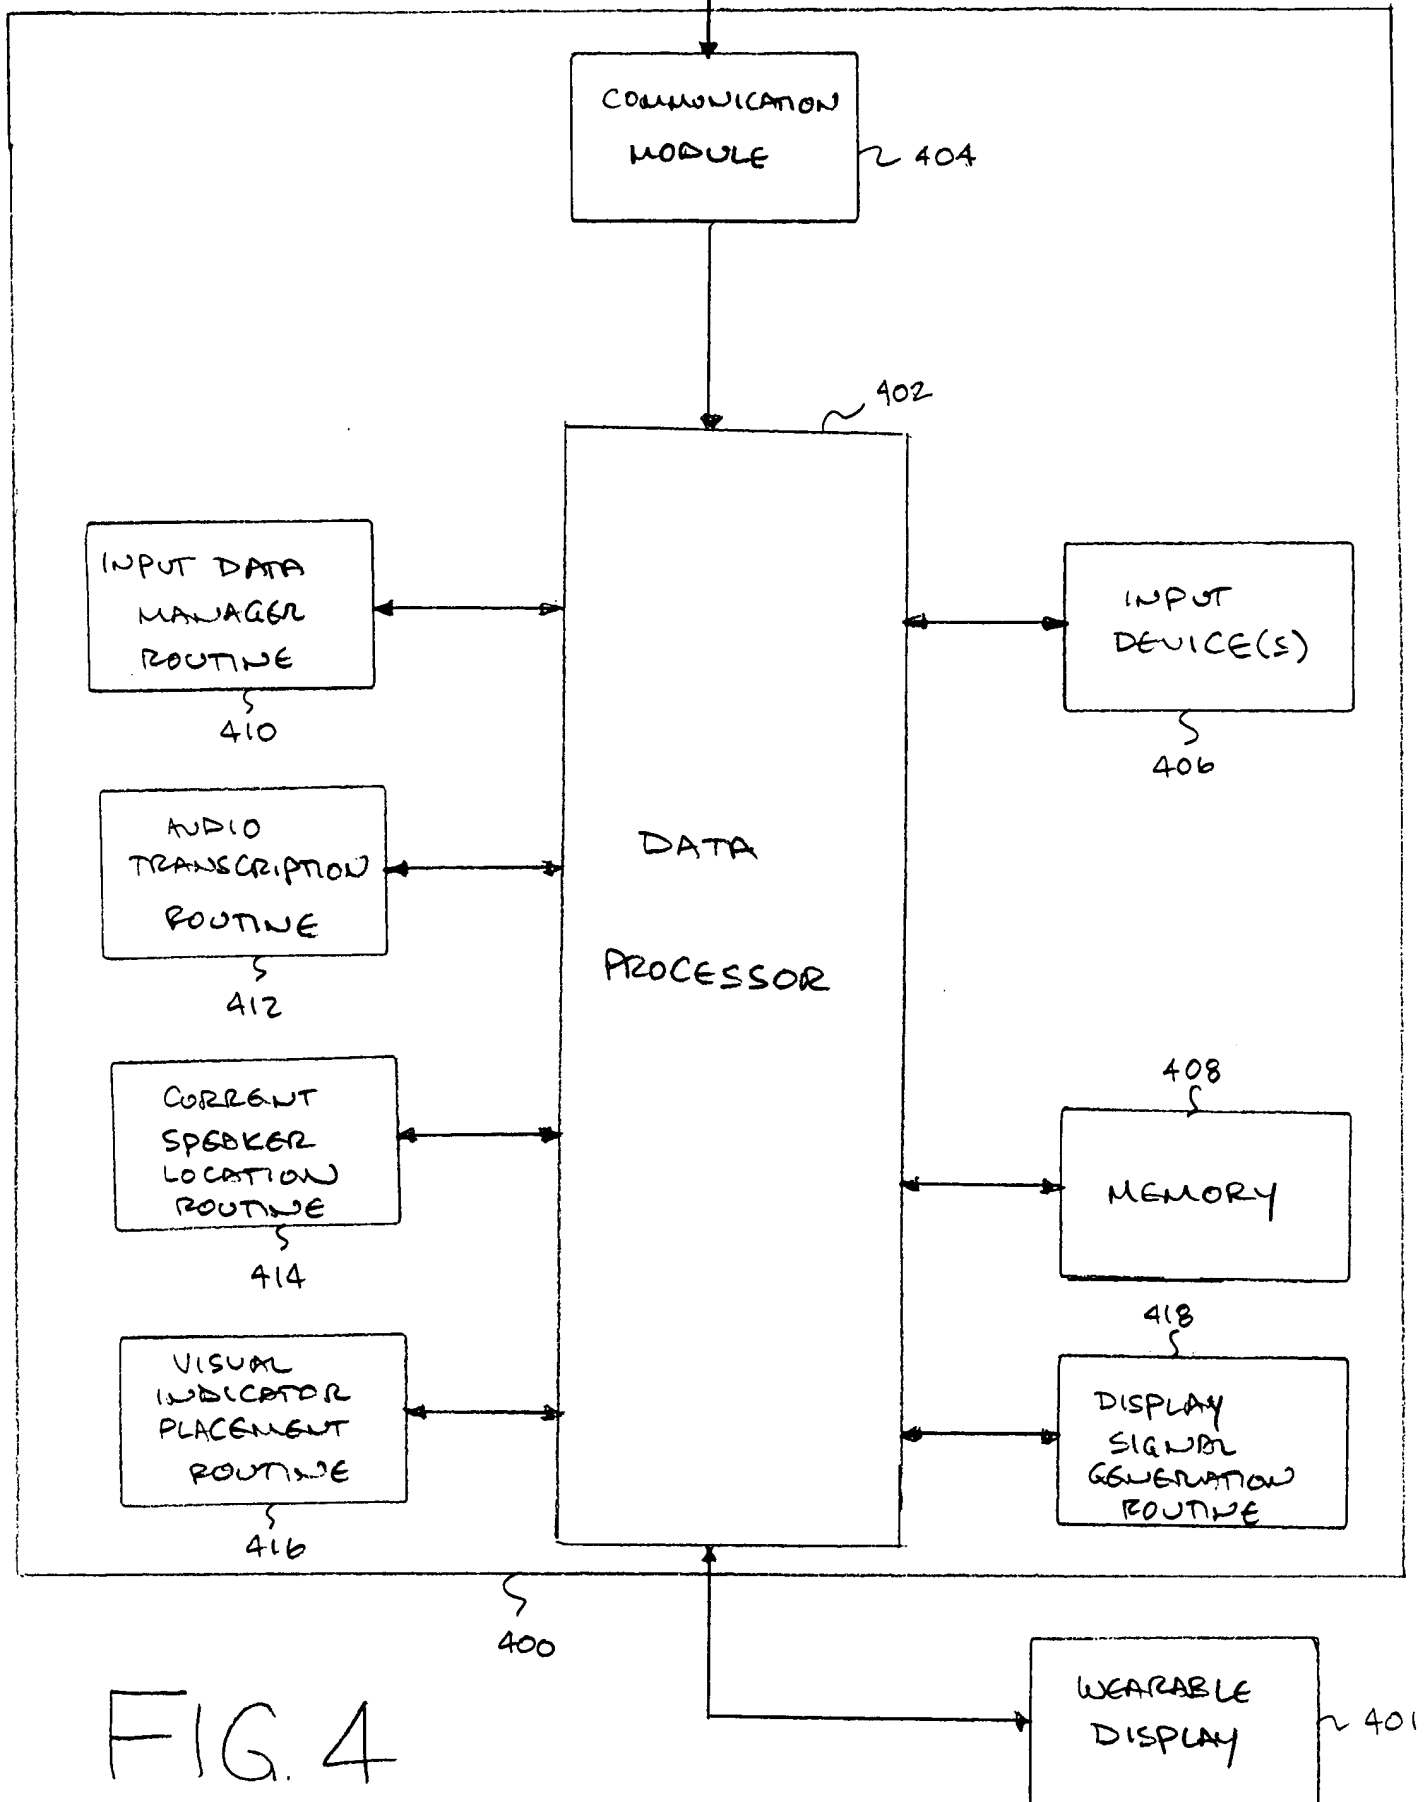 COMMUNICATION
MODULE
404
402
INPUT DATA
MANAGER
ROUTINE
410
INPUT
DEVICE(S)
406
AUDIO
TRANSCRIPTION
ROUTINE
412
DATA
PROCESSOR
CURRENT
SPEAKER
LOCATION
ROUTINE
414
408
MEMORY
VISUAL
INDICATOR
PLACEMENT
ROUTINE
416
418
DISPLAY
SIGNAL
GENERATION
ROUTINE
400
WEARABLE
DISPLAY
401
FIG. 4